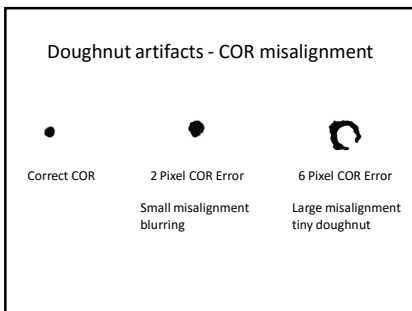 Doughnut artifacts - COR misalignment
Correct COR
2 Pixel COR Error
6 Pixel COR Error
Small misalignment
blurring
Large misalignment
tiny doughnut